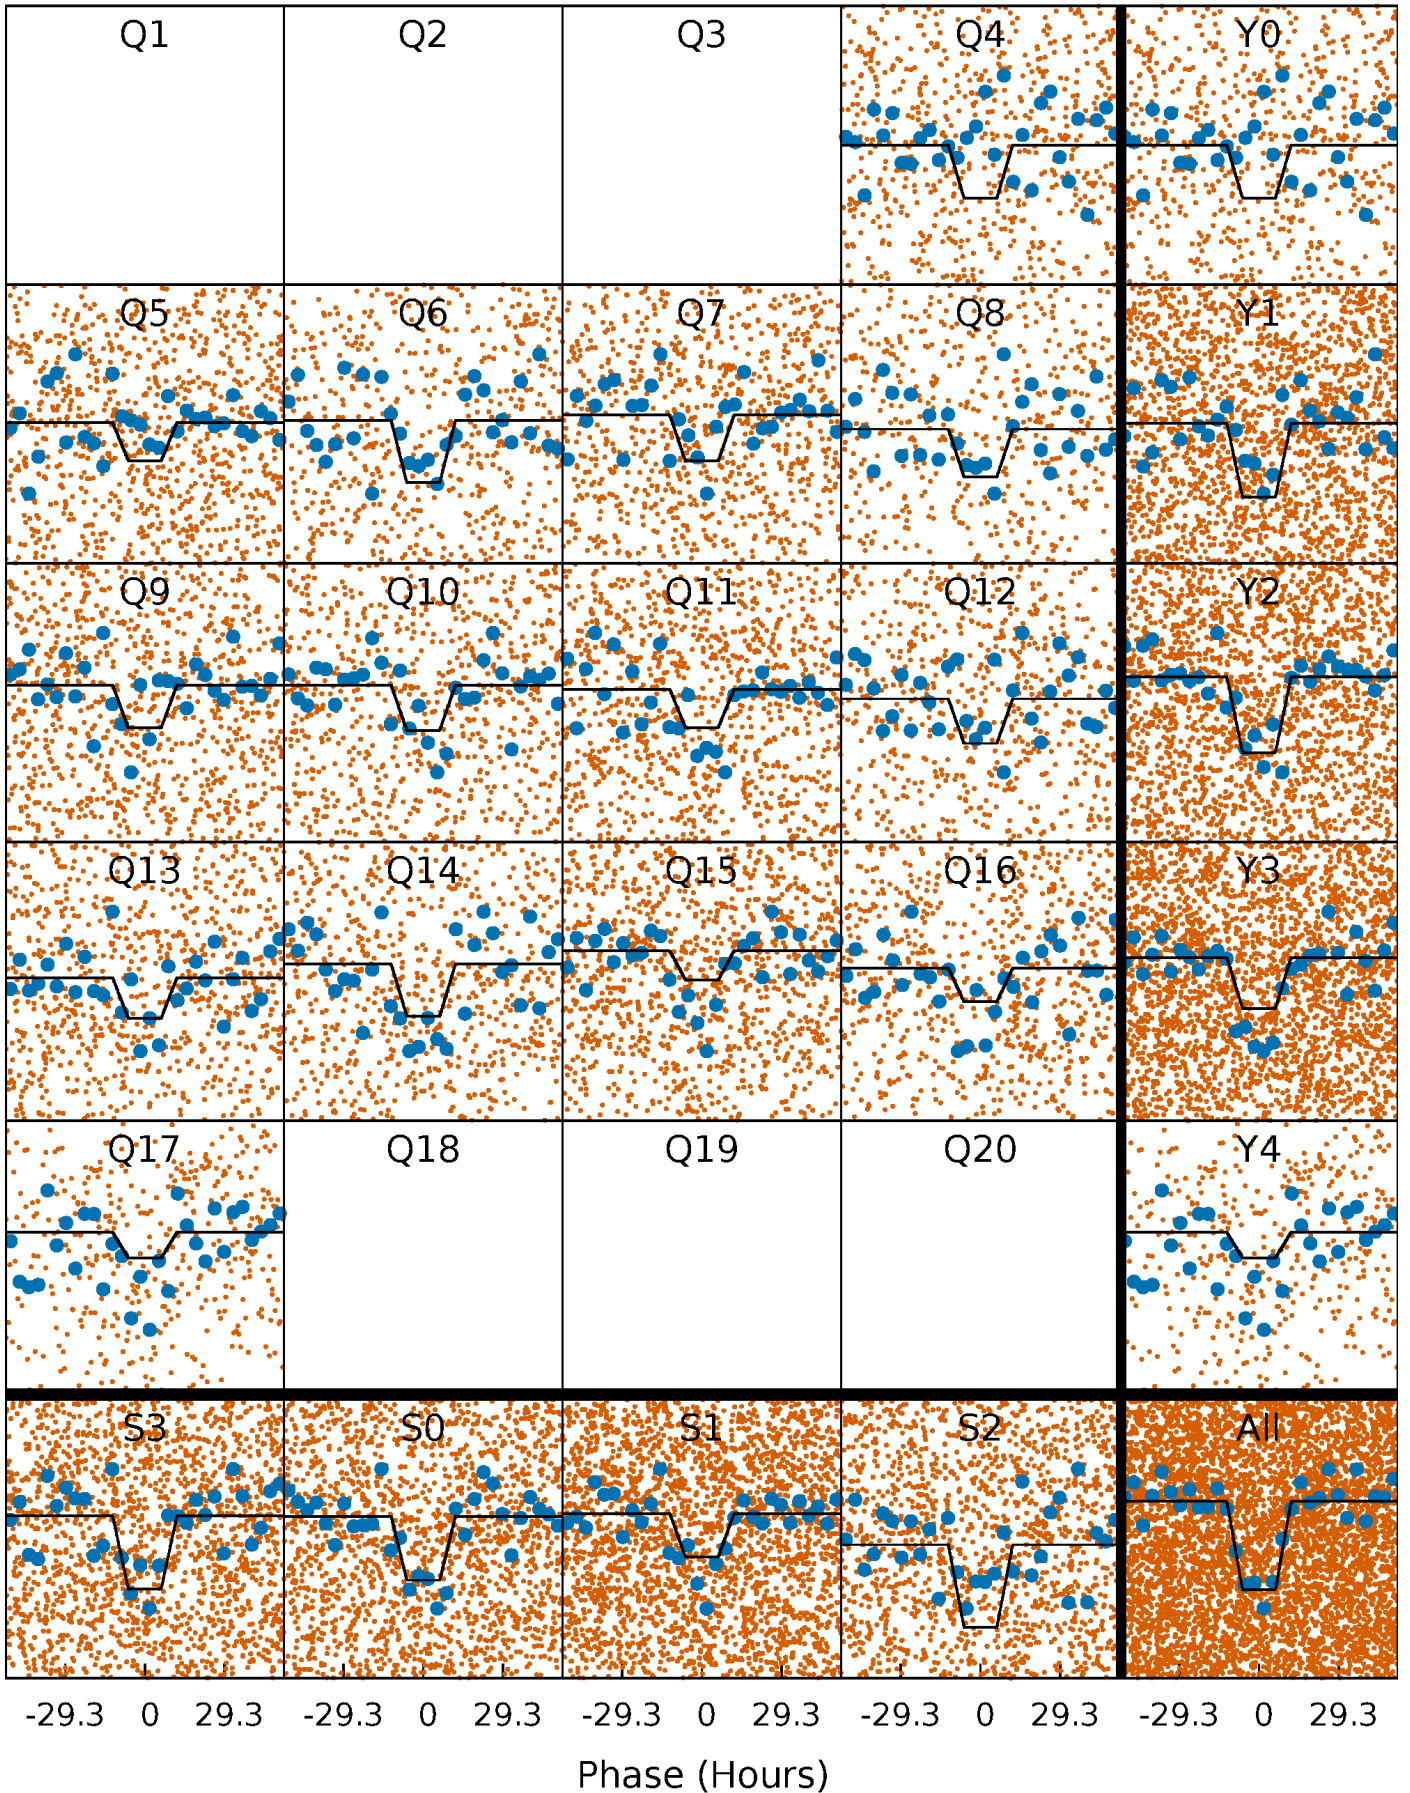 Q1 Q2 Q3 Q4 Y0
Q5 Q6 Q7 Q8 Y1
Q9 Q10 Q11 Q12 Y2
Q13 Q14 Q15 Q16 Y3
Q17 Q18 Q19 Q20 Y4
S3 S0 S1 S2 All
-29.3 0 29.3 -29.3 0 29.3 -29.3 0 29.3 -29.3 0 29.3 -29.3 0 29.3
Phase (Hours)